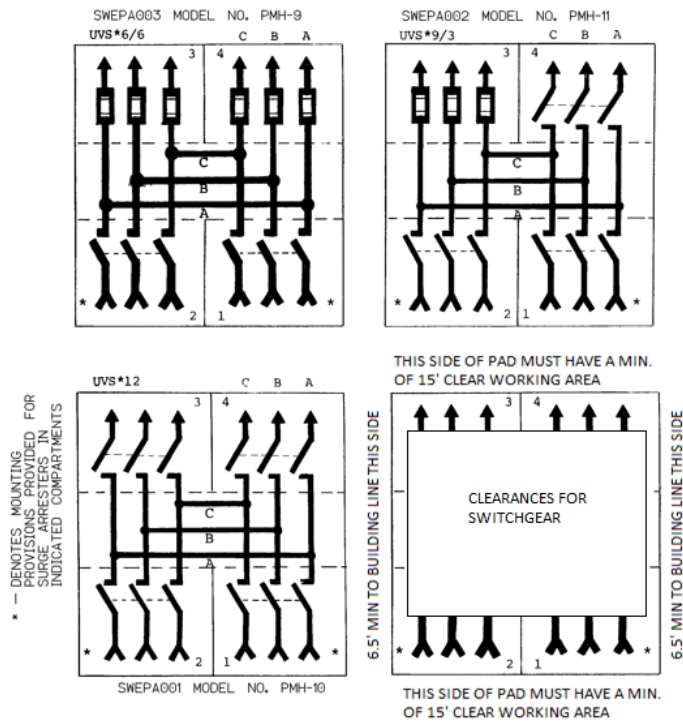 SWEPA003 MODEL NO. PMH-9
UVS*6/6 C B A
3 4
C
B
A
* 2 1 *
SWEPA002 MODEL NO. PMH-11
UVS*9/3 C B A
3 4
C
B
A
* 2 1
* — DENOTES MOUNTING
PROVISIONS PROVIDED FOR
SURGE ARRESTERS IN
INDICATED COMPARTMENTS
UVS*12 C B A
3 4
C
B
A
* 2 1 *
SWEPA001 MODEL NO. PMH-10
THIS SIDE OF PAD MUST HAVE A MIN.
OF 15' CLEAR WORKING AREA
6.5' MIN TO BUILDING LINE THIS SIDE
3 4
CLEARANCES FOR
SWITCHGEAR
* 2 1 *
6.5' MIN TO BUILDING LINE THIS SIDE
THIS SIDE OF PAD MUST HAVE A MIN.
OF 15' CLEAR WORKING AREA